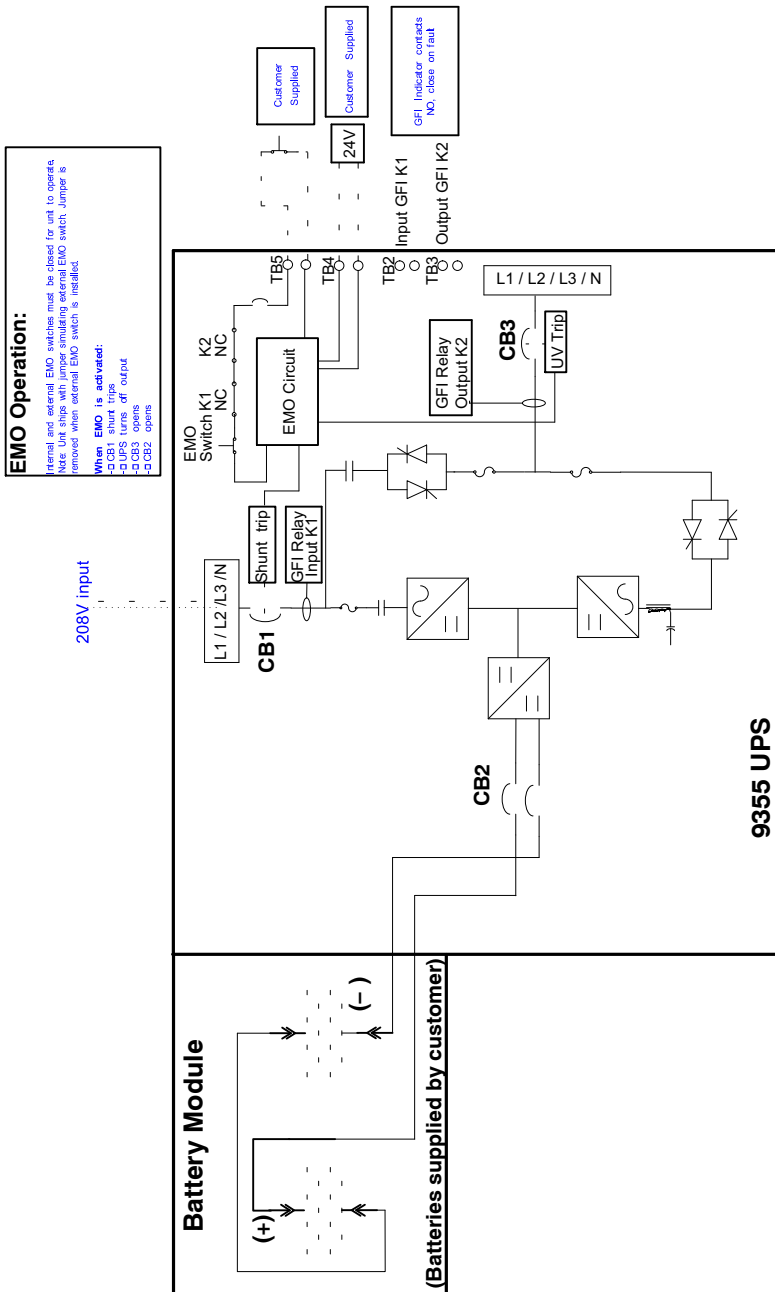 EMO Operation:
Internal and external EMO switches must be closed for unit to operate.
Note: Unit ships with jumper simulating external EMO switch. Jumper is
removed when external EMO switch is installed.
When EMO is activated:
- CB1 shunt trips
- UPS turns off output
- CB3 opens
- CB2 opens
Customer
Supplied
Customer Supplied
24V
GFI Indicator contacts
NO, close on fault
Input GFI K1
Output GFI K2
TB5
TB4
TB2
TB3
EMO
Switch
K1
NC
K2
NC
EMO Circuit
208V input
L1 / L2 /L3 /N
Shunt trip
GFI Relay
Input K1
CB1
GFI Relay
Output K2
CB3
UV Trip
L1 / L2 / L3 / N
CB2
9355 UPS
Battery Module
(+)
(–)
(Batteries supplied by customer)